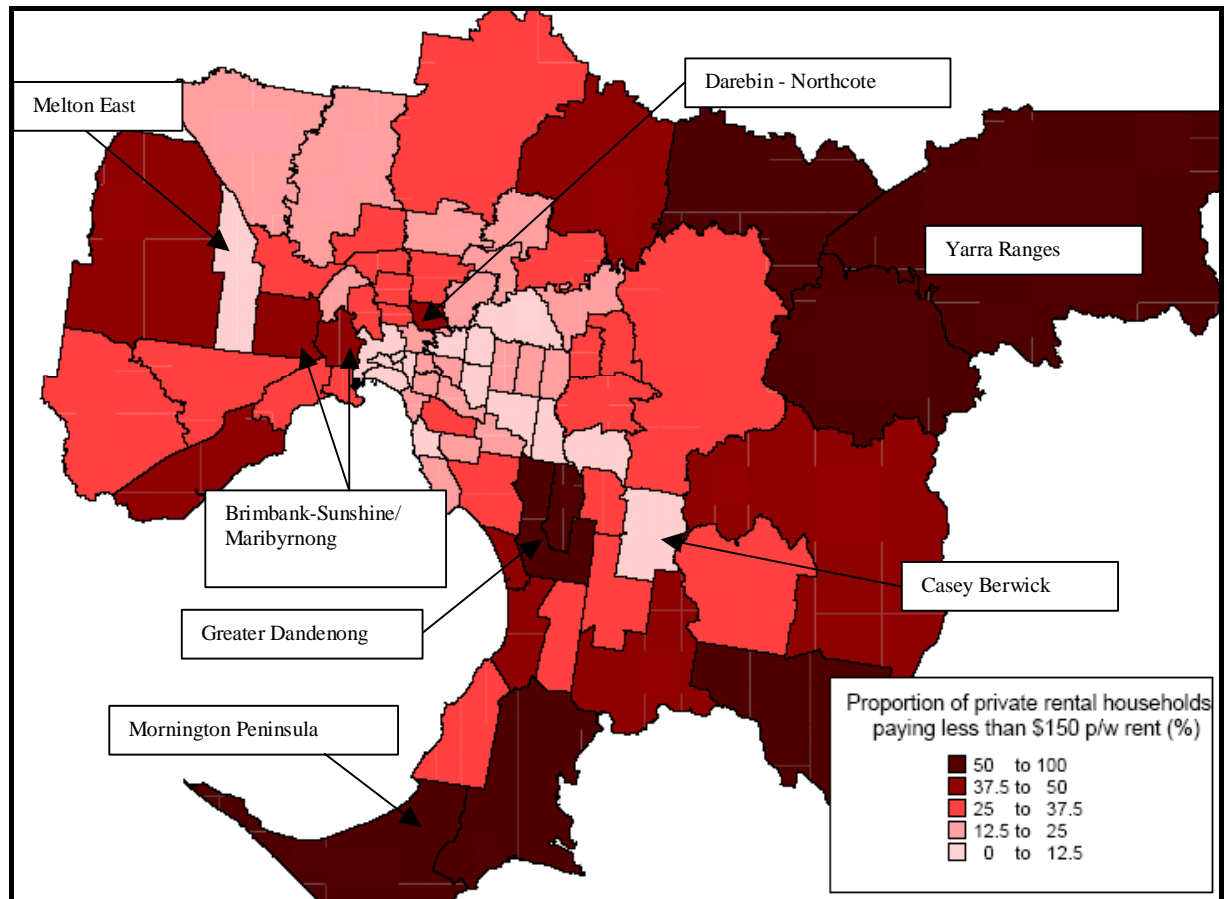 Darebin - Northcote
Melton East
Yarra Ranges
Brimbank-Sunshine/
Maribyrnong
Casey Berwick
Greater Dandenong
Mornington Peninsula
Proportion of private rental households
paying less than $150 p/w rent (%)
50 to 100
37.5 to 50
25 to 37.5
12.5 to 25
0 to 12.5